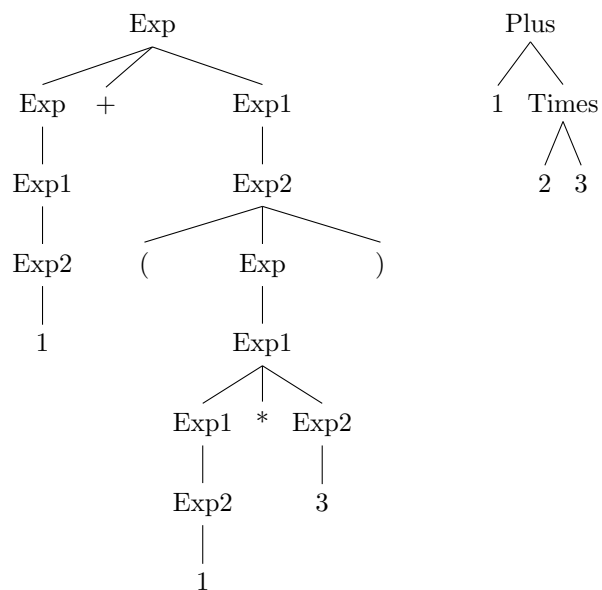 Exp Plus
Exp + Exp1 1 Times
Exp1 Exp2 2 3
Exp2 ( Exp )
1 Exp1
Exp1 * Exp2
Exp2 3
1